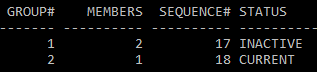 GROUP# MEMBERS SEQUENCE# STATUS
------- ---------- ---------- ----------------
1 2 17 INACTIVE
2 1 18 CURRENT